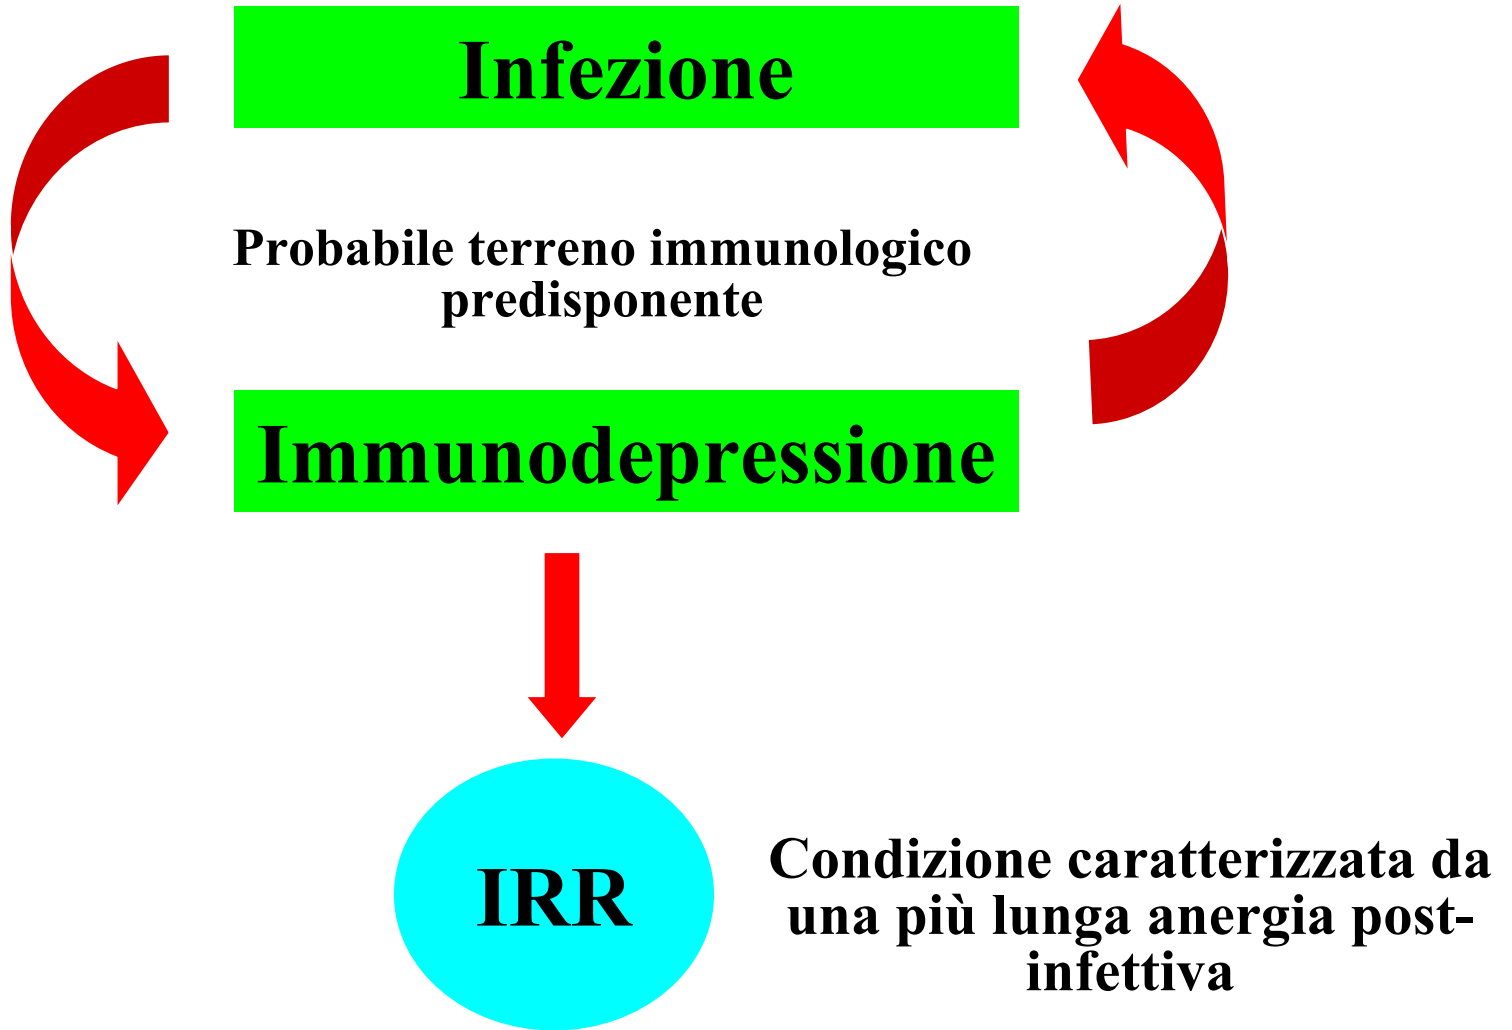 Infezione
Probabile terreno immunologico
predisponente
Immunodepressione
IRR
Condizione caratterizzata da
una più lunga anergia post-
infettiva